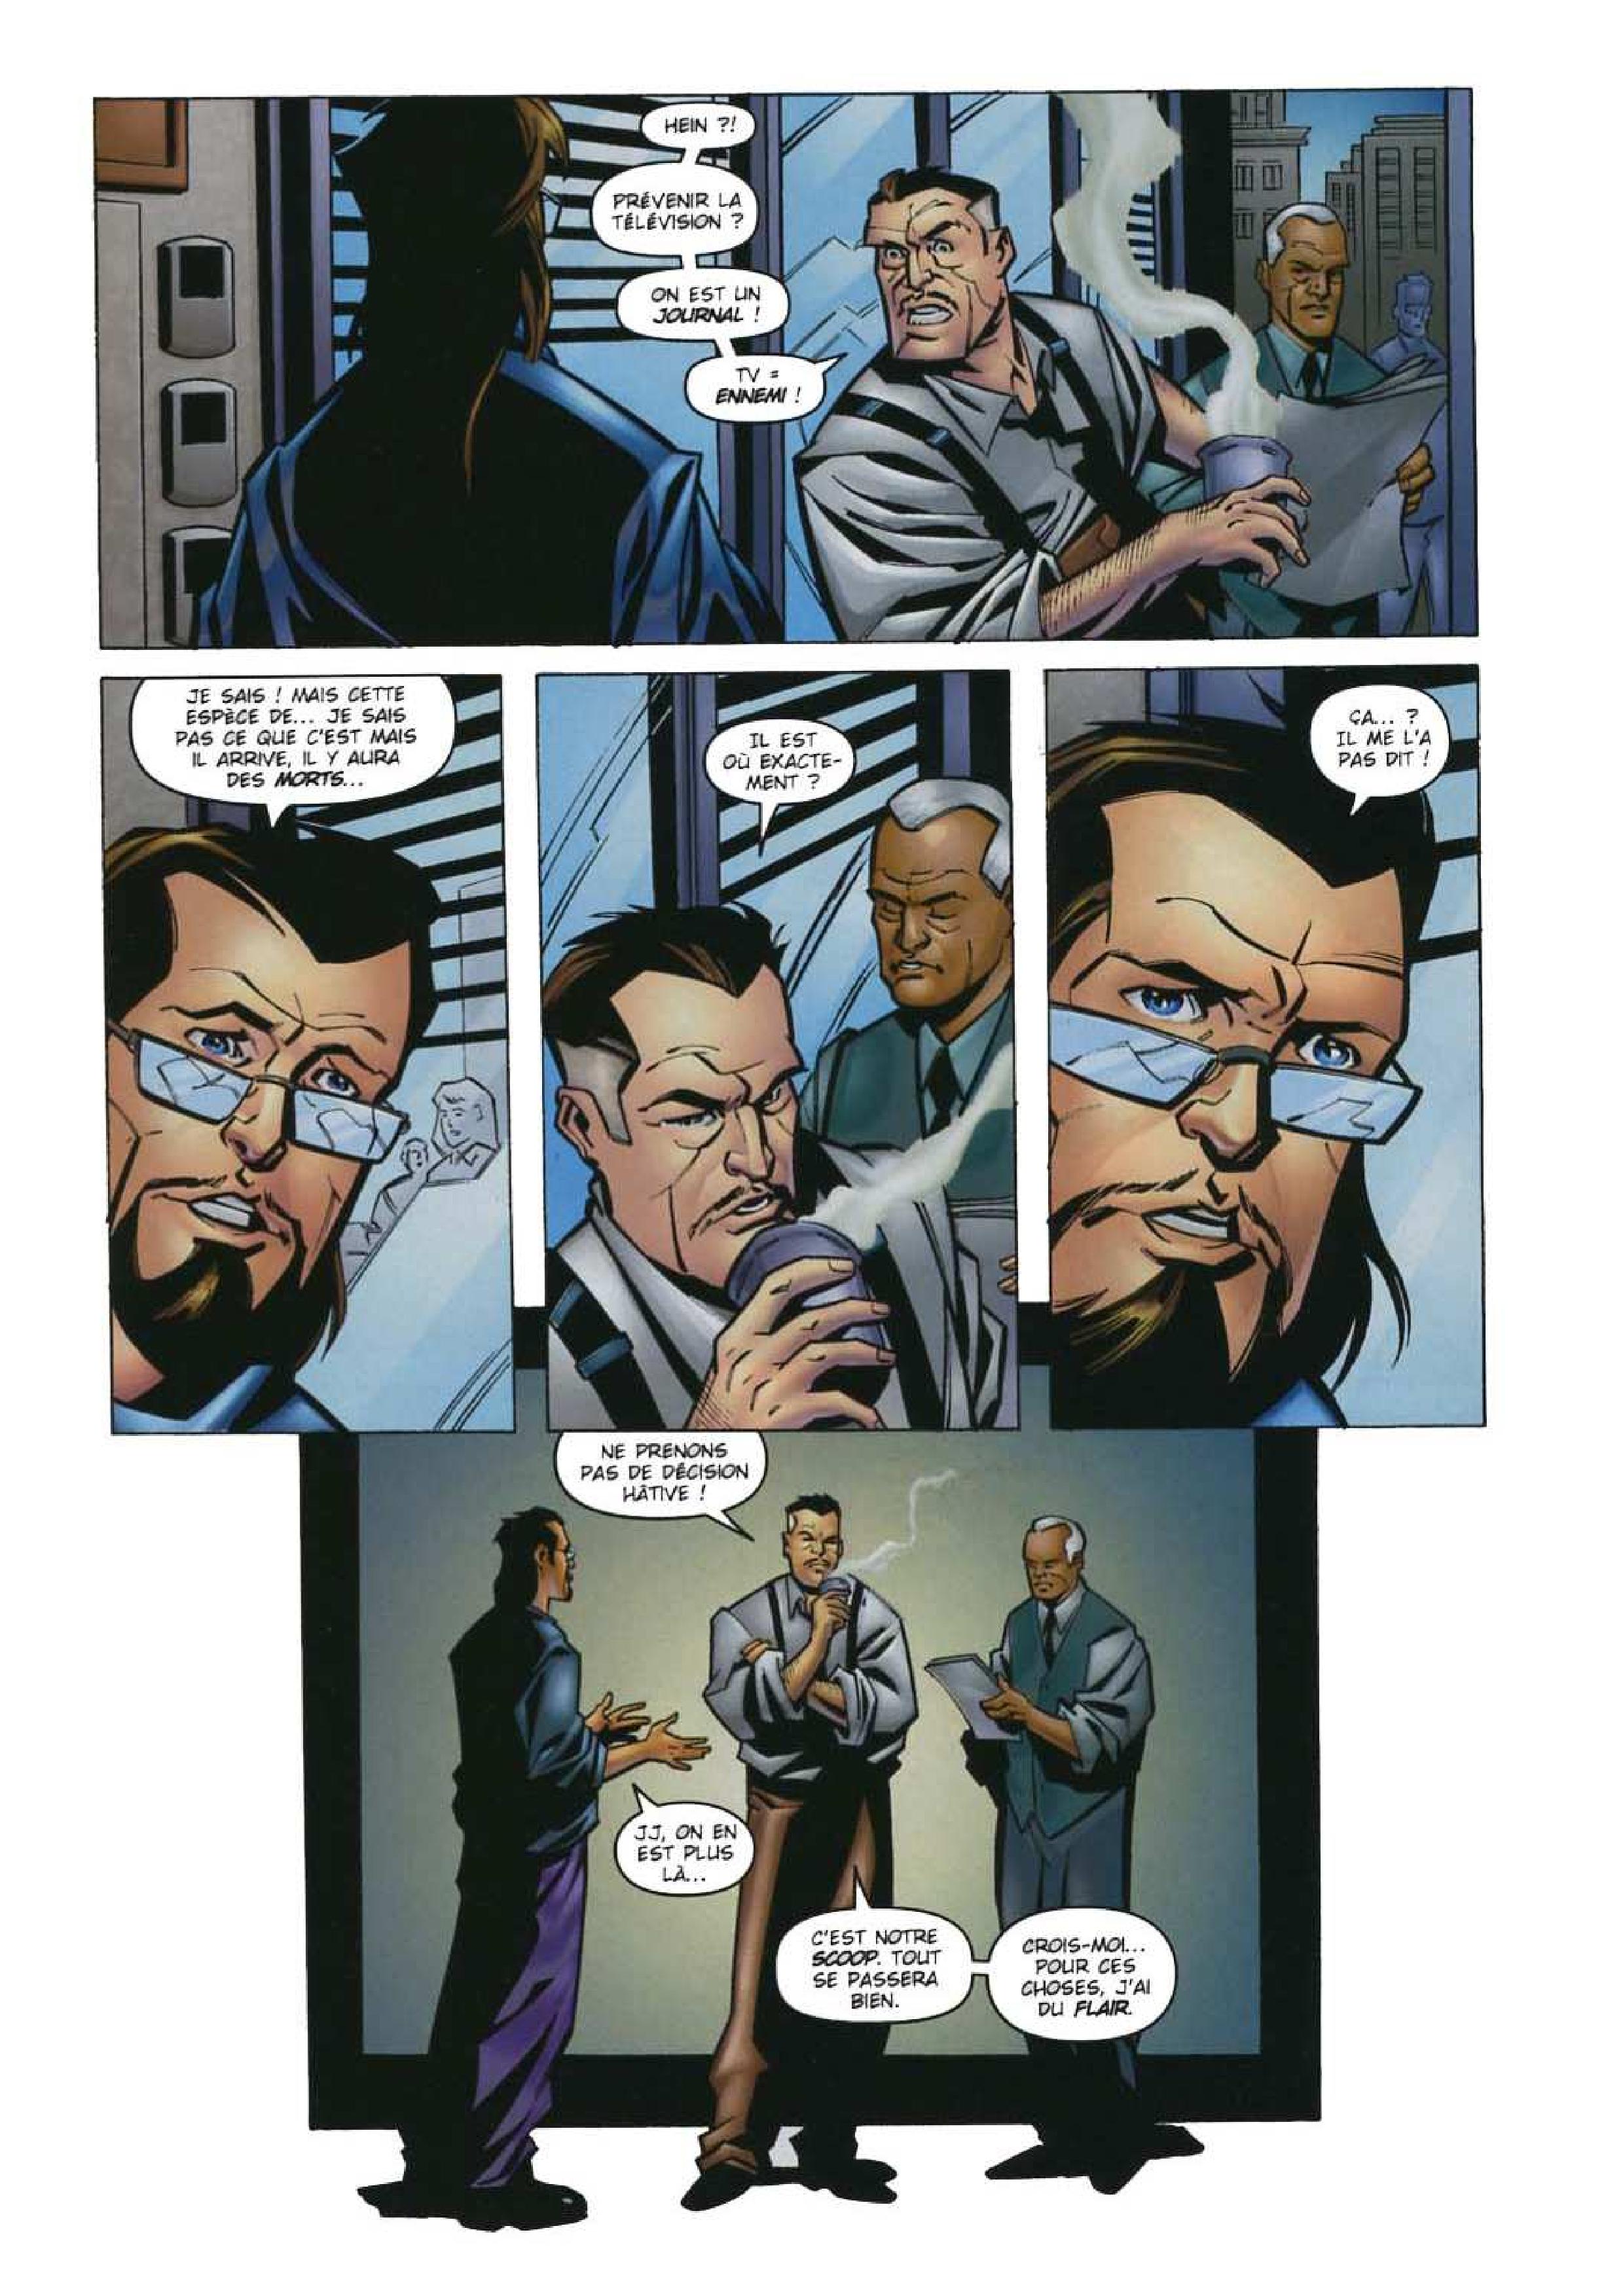 HEIN ?!
PRÉVENIR LA
TÉLÉVISION ?
ON EST UN
JOURNAL !
TV =
ENNEMI !
JE SAIS ! MAIS CETTE
ESPÈCE DE... JE SAIS
PAS CE QUE C'EST MAIS
IL ARRIVE, IL Y AURA
DES MORTS...
IL EST
OÙ EXACTE-
MENT ?
ÇA... ?
IL ME L'A
PAS DIT !
NE PRENONS
PAS DE DÉCISION
HÂTIVE !
JJ, ON EN
EST PLUS
LÀ...
C'EST NOTRE
SCOOP. TOUT
SE PASSERA
BIEN.
CROIS-MOI...
POUR CES
CHOSES, J'AI
DU FLAIR.